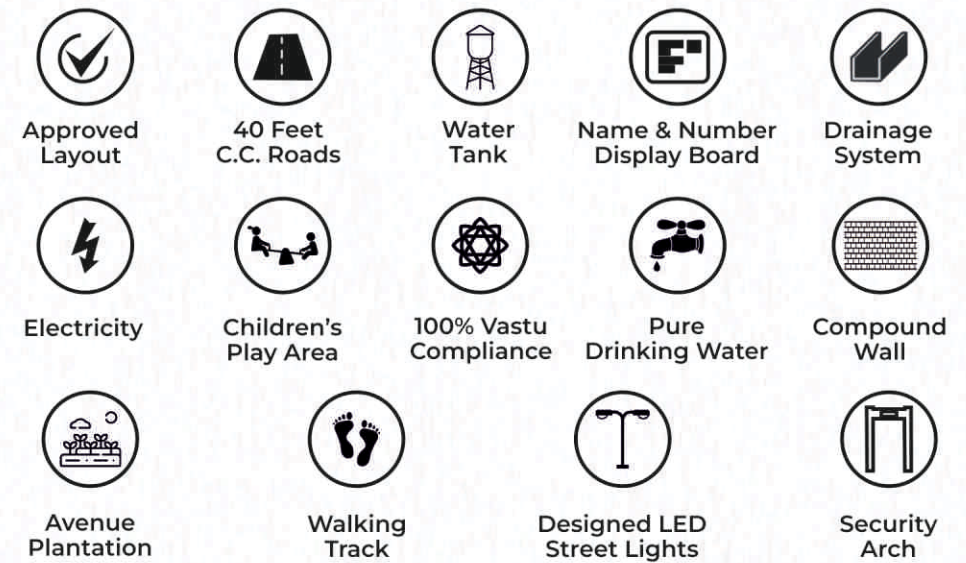 Approved
Layout
40 Feet
C.C. Roads
Water
Tank
Name & Number
Display Board
Drainage
System
Electricity
Children's
Play Area
100% Vastu
Compliance
Pure
Drinking Water
Compound
Wall
Avenue
Plantation
Walking
Track
Designed LED
Street Lights
Security
Arch